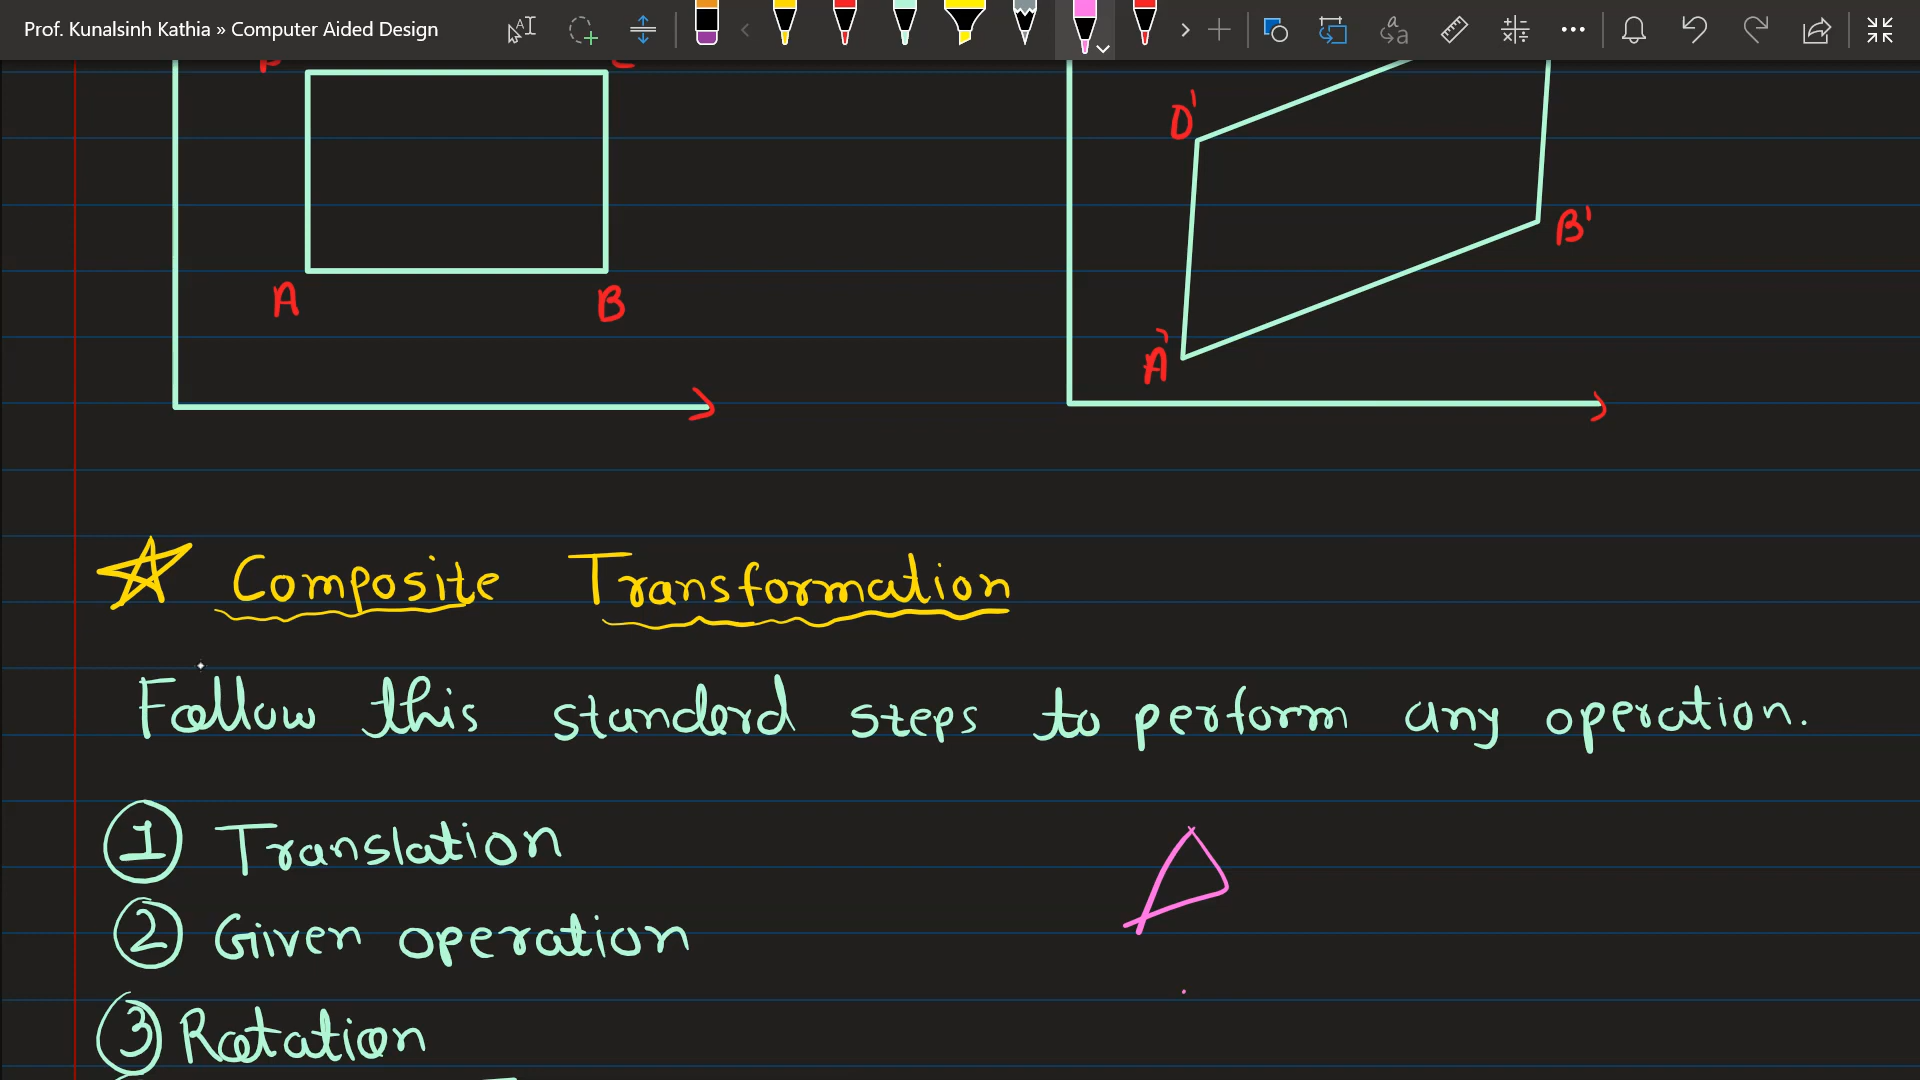 Prof. Kunalsinh Kathia » Computer Aided Design
D'
B'
A
B
A'
Composite Transformation
Follow this standerd steps to perform any operation.
1 Translation
2 Given operation
3 Rotation